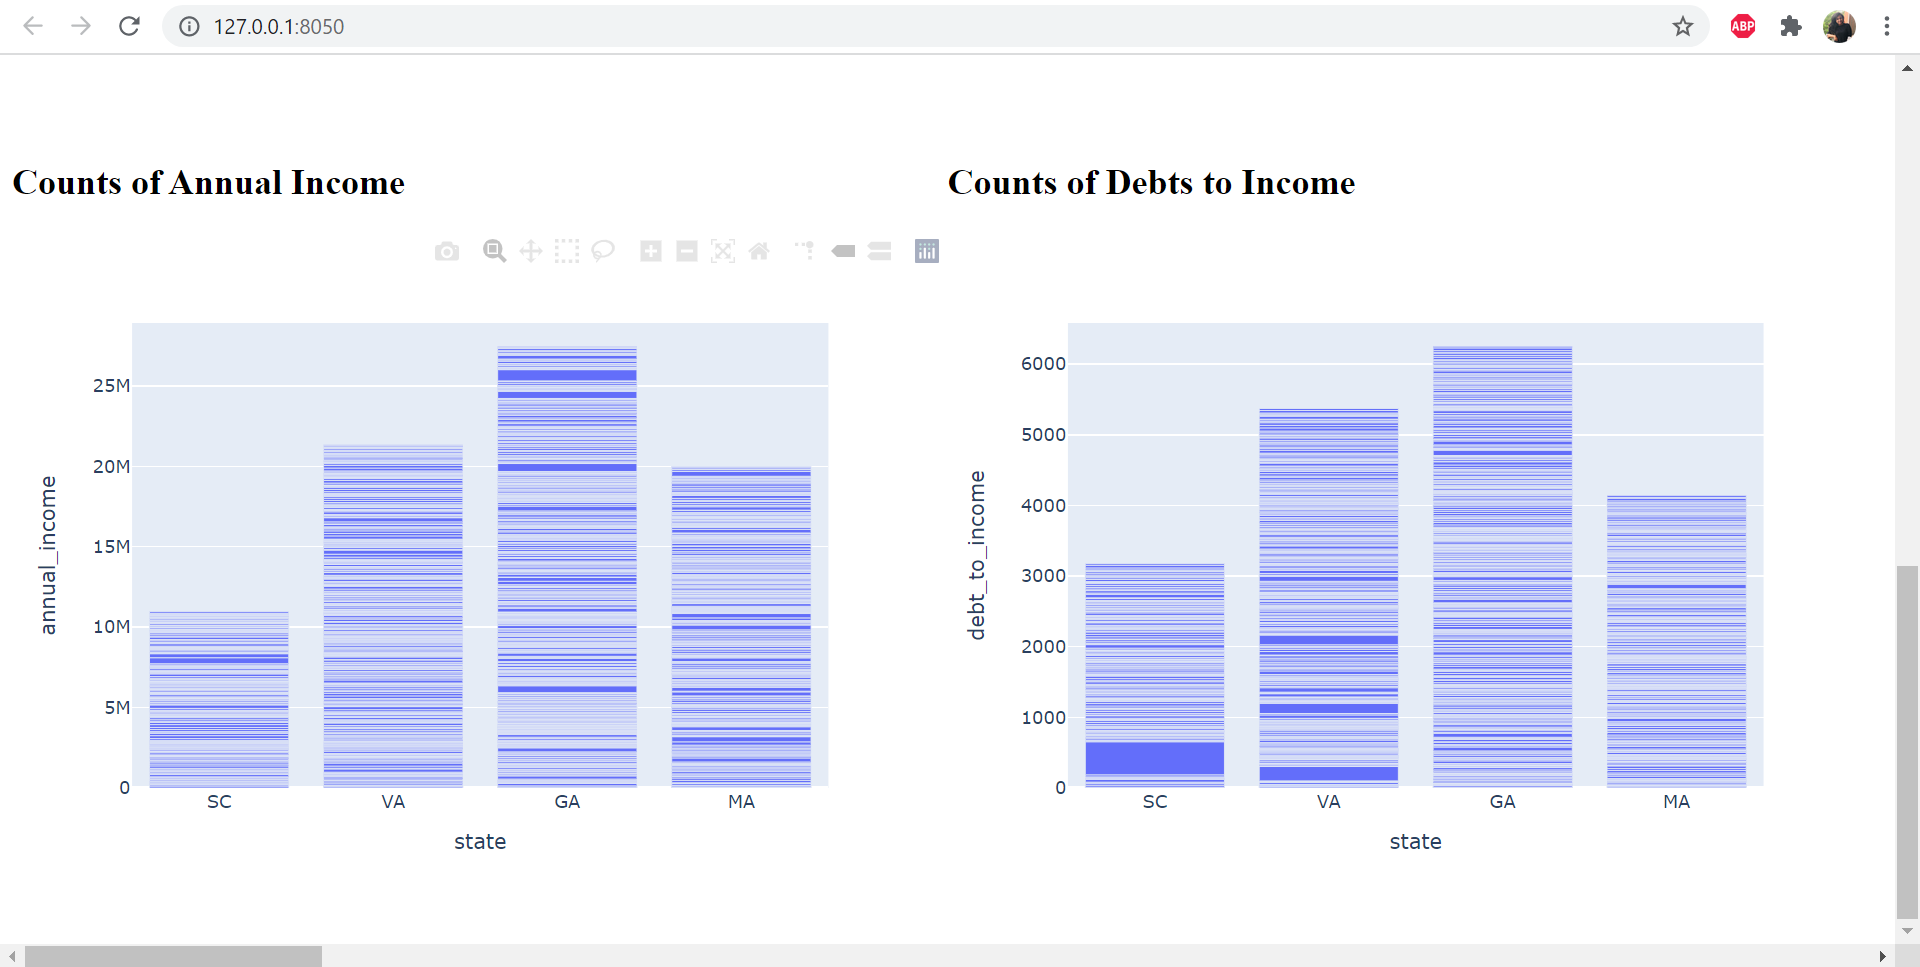 127.0.0.1:8050
ABP
Counts of Annual Income
Counts of Debts to Income
annual_income
25M
20M
15M
10M
5M
0
SC VA GA MA
state
debt_to_income
6000
5000
4000
3000
2000
1000
0
SC VA GA MA
state